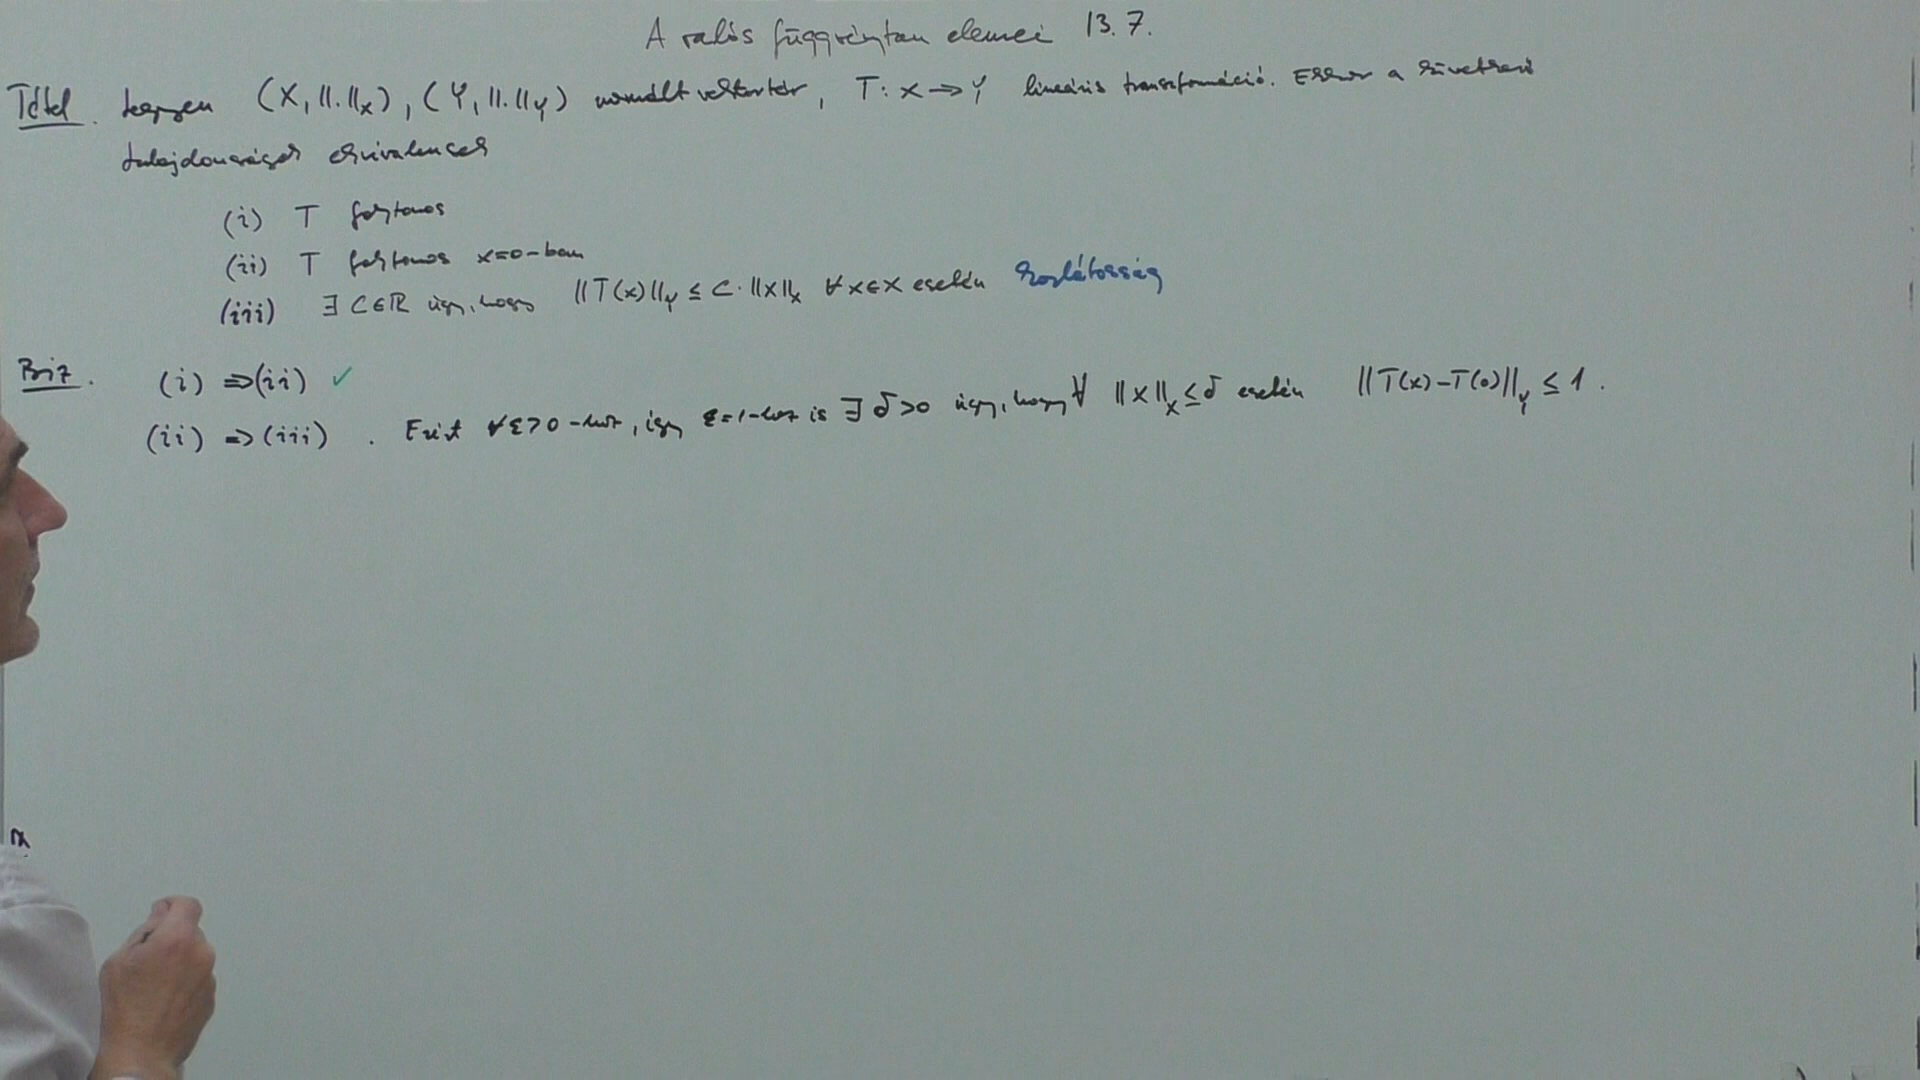 A valós függvénytan elemei 13.7.
Tétel. Legyen (X, ||.||_X), (Y, ||.||_Y) normált vektortér, T: X → Y lineáris transzformáció. Ekkor a következő
tulajdonságok ekvivalensek
(i) T folytonos
(ii) T folytonos x=0-ban
(iii) ∃ C∈ℝ úgy, hogy ||T(x)||_Y ≤ C·||x||_X ∀ x∈X esetén korlátosság
Biz. (i) ⇒ (ii) ✓
(ii) ⇒ (iii). Ezért ∀ε>0-hoz, így ε=1-hez is ∃ δ>0 úgy, hogy ∀ ||x||_X ≤ δ esetén ||T(x)-T(0)||_Y ≤ 1.